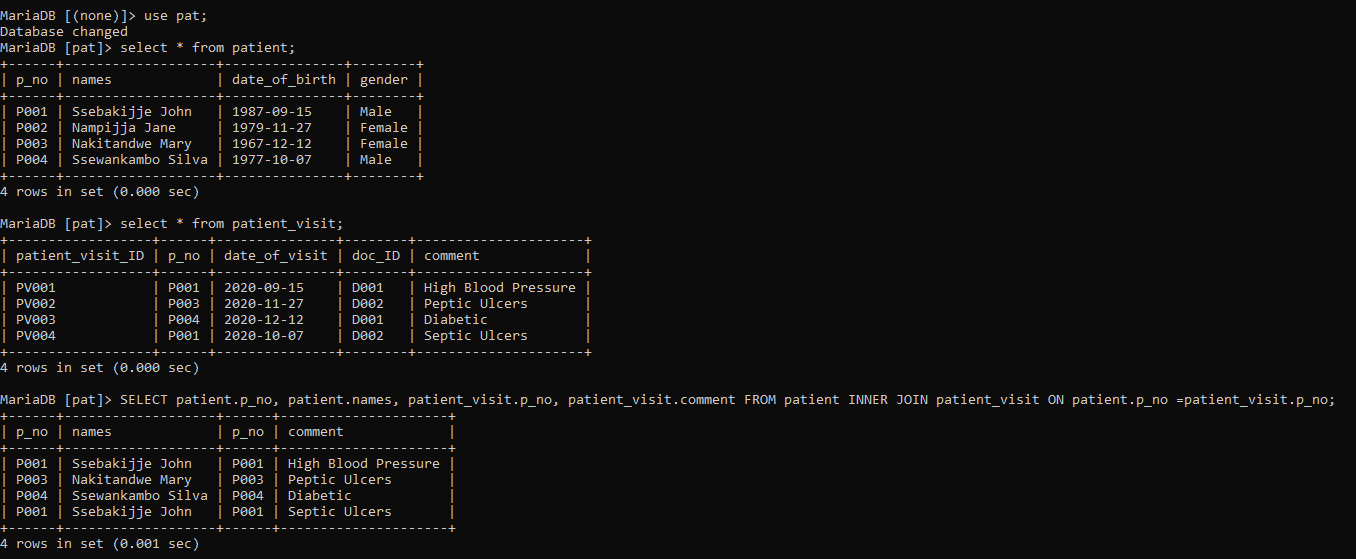 MariaDB [(none)]> use pat;
Database changed
MariaDB [pat]> select * from patient;
+------+-------------------+---------------+--------+
| p_no | names             | date_of_birth | gender |
+------+-------------------+---------------+--------+
| P001 | Ssebakijje John   | 1987-09-15    | Male   |
| P002 | Nampijja Jane     | 1979-11-27    | Female |
| P003 | Nakitandwe Mary   | 1967-12-12    | Female |
| P004 | Ssewankambo Silva | 1977-10-07    | Male   |
+------+-------------------+---------------+--------+
4 rows in set (0.000 sec)

MariaDB [pat]> select * from patient_visit;
+------------------+------+---------------+--------+---------------------+
| patient_visit_ID | p_no | date_of_visit | doc_ID | comment             |
+------------------+------+---------------+--------+---------------------+
| PV001            | P001 | 2020-09-15    | D001   | High Blood Pressure |
| PV002            | P003 | 2020-11-27    | D002   | Peptic Ulcers       |
| PV003            | P004 | 2020-12-12    | D001   | Diabetic            |
| PV004            | P001 | 2020-10-07    | D002   | Septic Ulcers       |
+------------------+------+---------------+--------+---------------------+
4 rows in set (0.000 sec)

MariaDB [pat]> SELECT patient.p_no, patient.names, patient_visit.p_no, patient_visit.comment FROM patient INNER JOIN patient_visit ON patient.p_no =patient_visit.p_no;
+------+-------------------+------+---------------------+
| p_no | names             | p_no | comment             |
+------+-------------------+------+---------------------+
| P001 | Ssebakijje John   | P001 | High Blood Pressure |
| P003 | Nakitandwe Mary   | P003 | Peptic Ulcers       |
| P004 | Ssewankambo Silva | P004 | Diabetic            |
| P001 | Ssebakijje John   | P001 | Septic Ulcers       |
+------+-------------------+------+---------------------+
4 rows in set (0.001 sec)